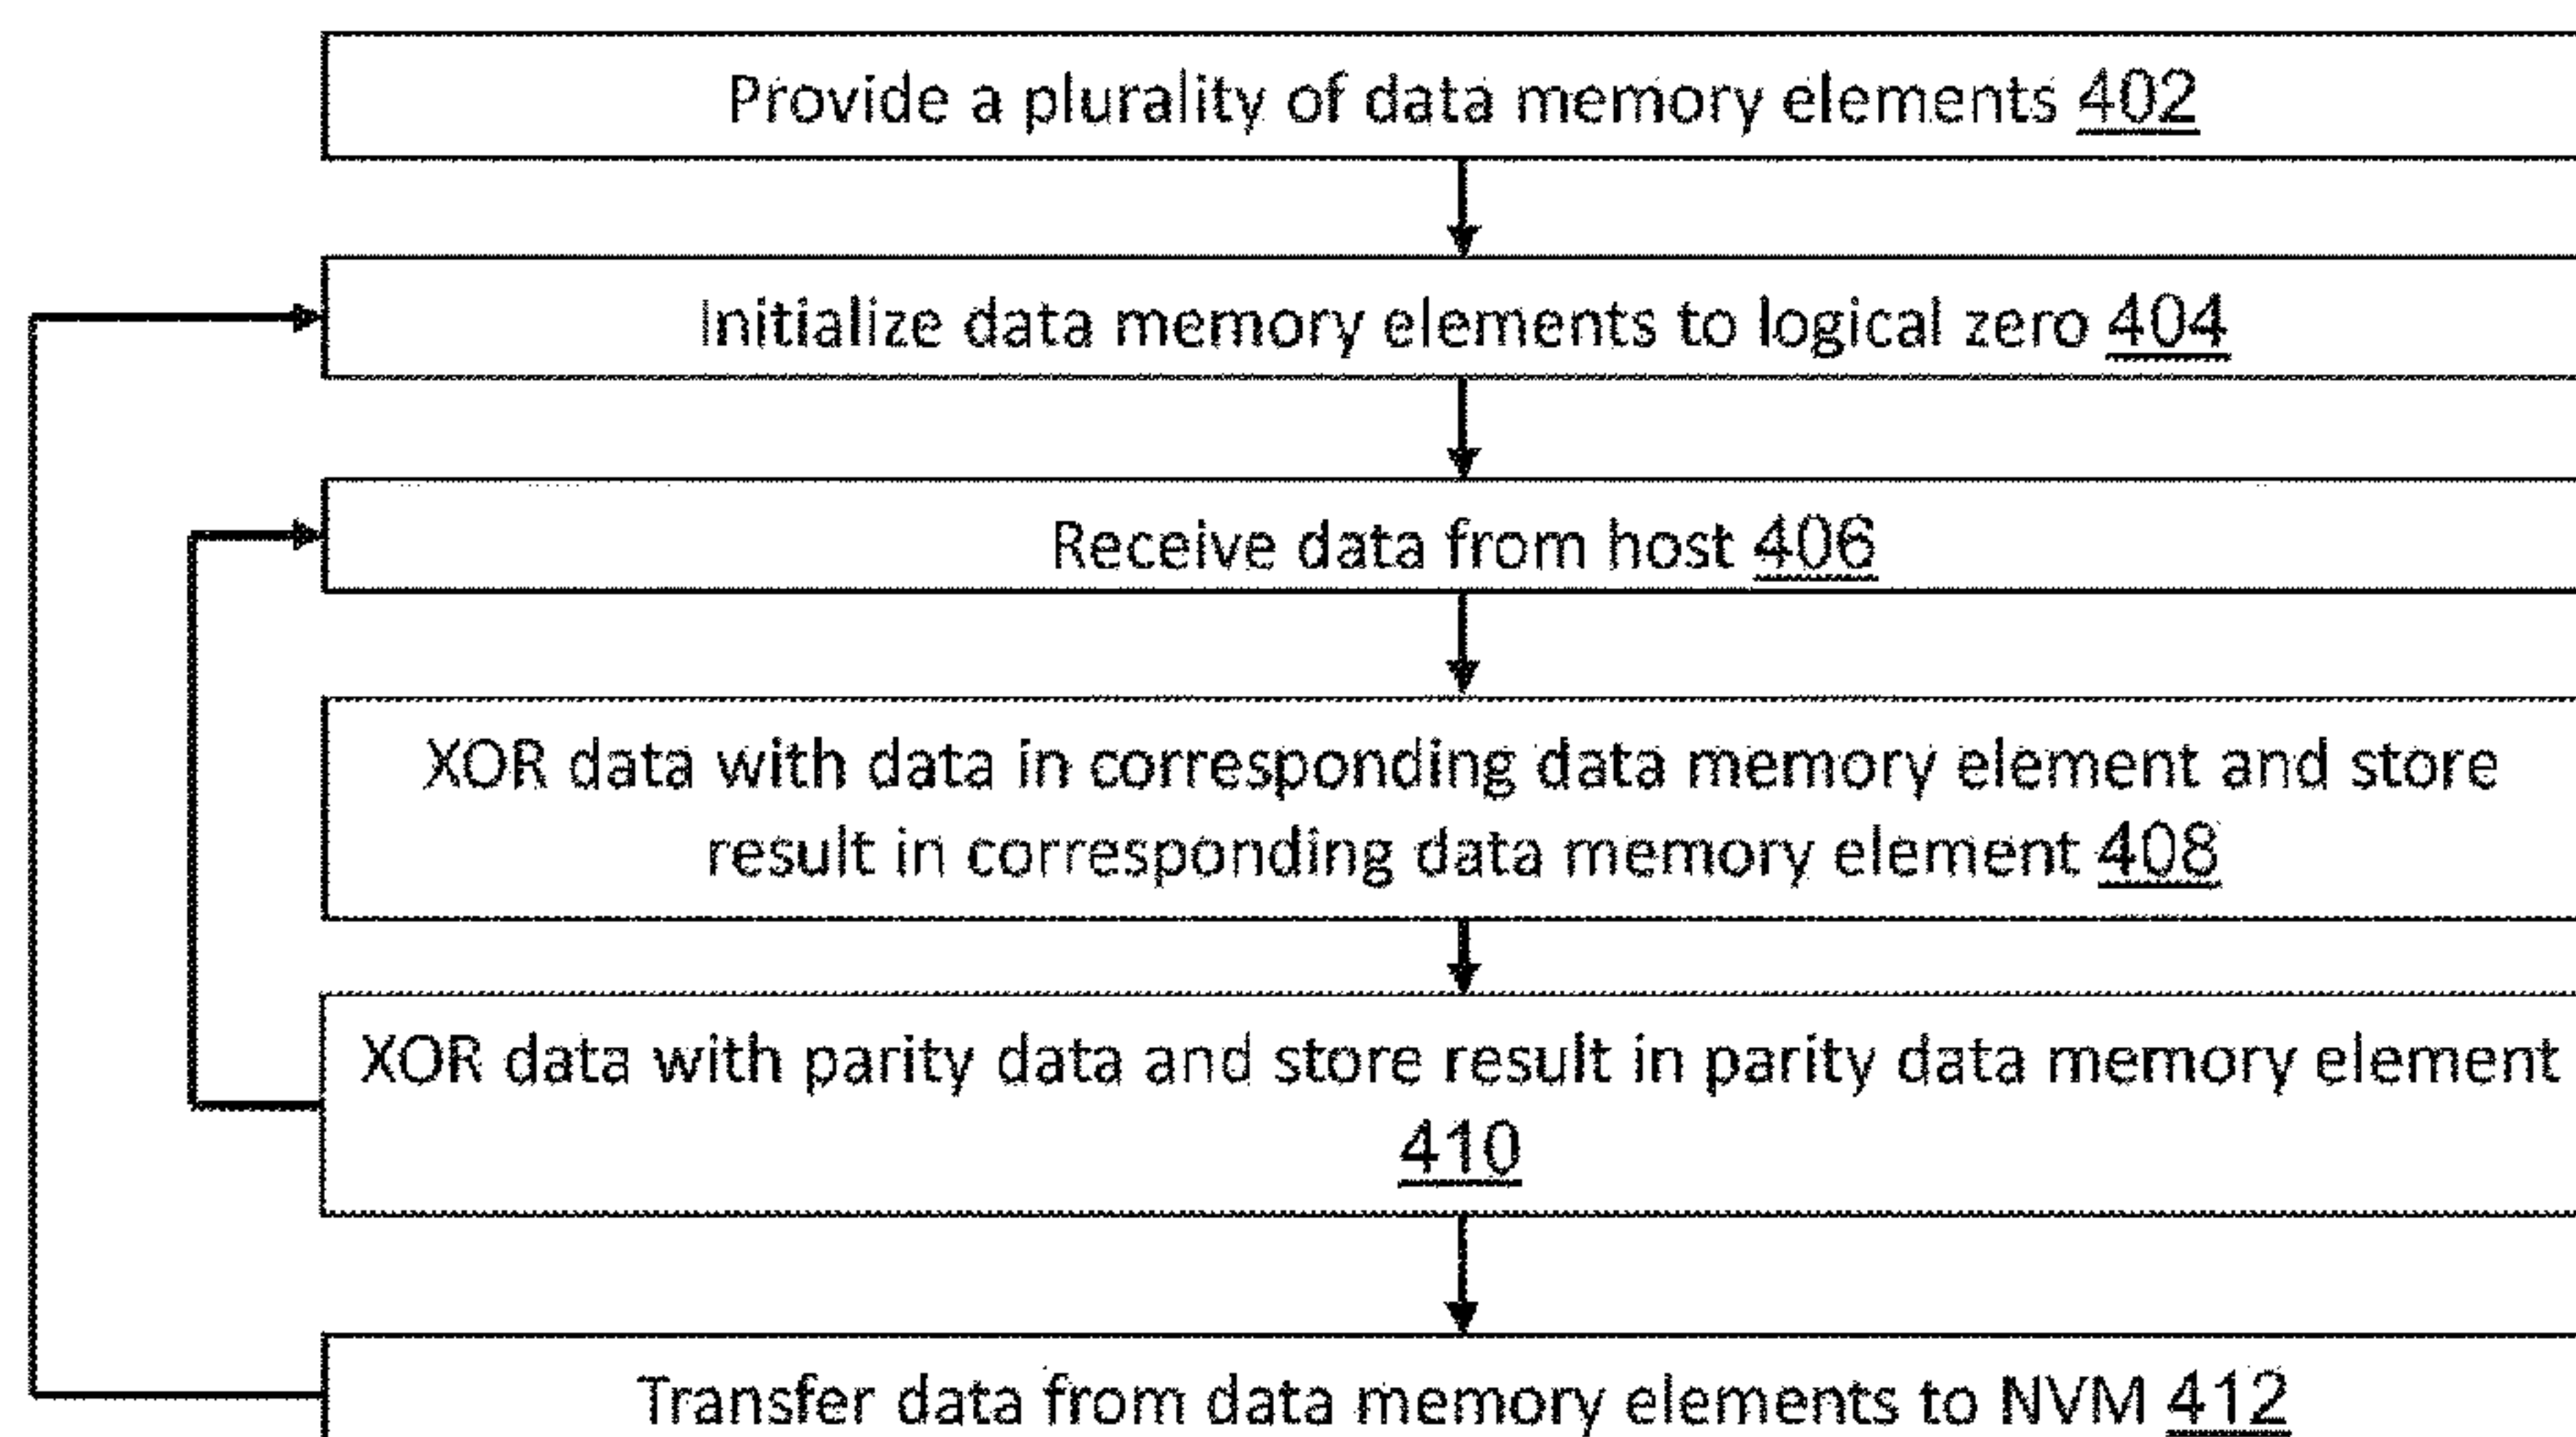 Provide a plurality of data memory elements 402
Initialize data memory elements to logical zero 404
Receive data from host 406
XOR data with data in corresponding data memory element and store
result in corresponding data memory element 408
XOR data with parity data and store result in parity data memory element
410
Transfer data from data memory elements to NVM 412